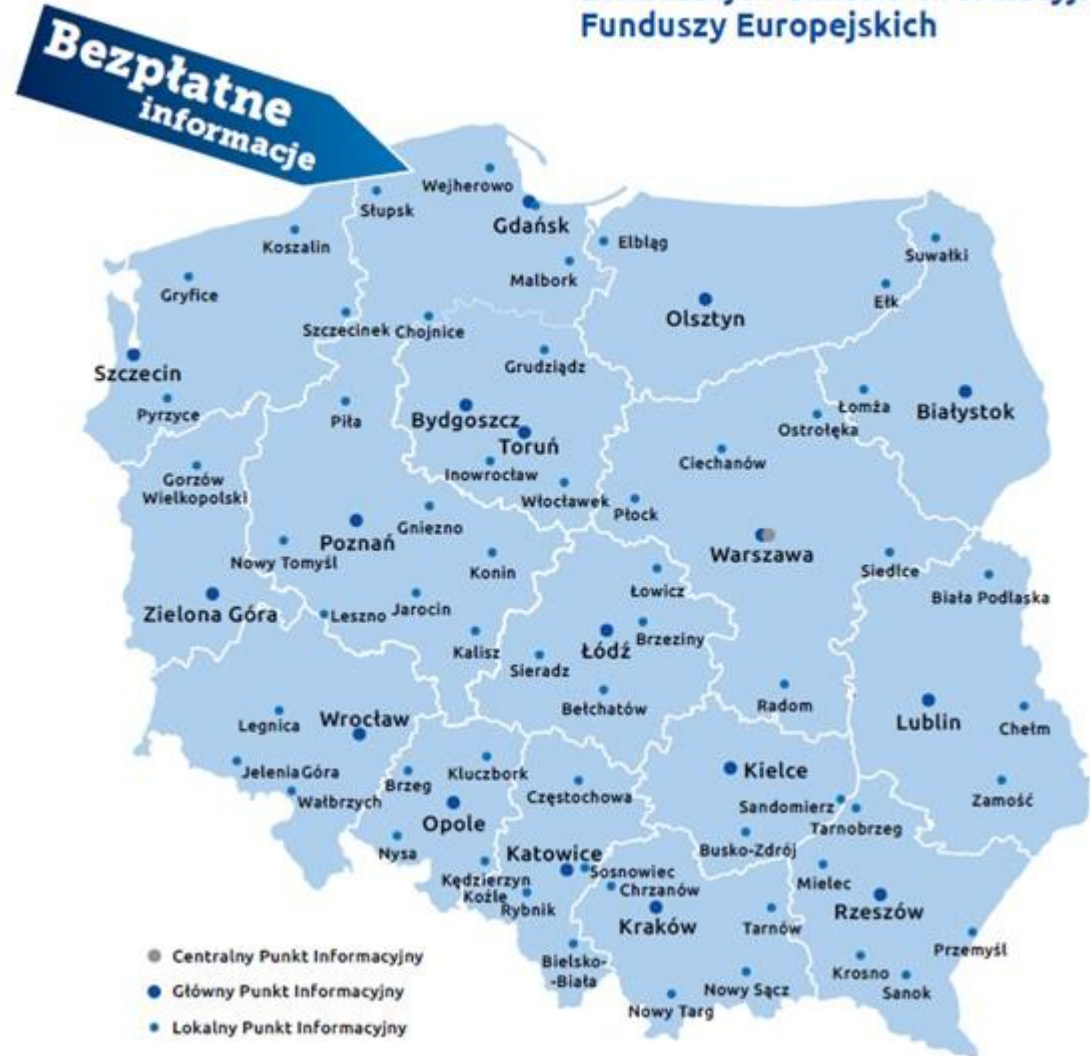 Funduszy Europejskich
Bezpłatne
informacje
Wejherowo
Słupsk
Gdańsk
Koszalin
Elbląg
Suwałki
Malbork
Gryfice
Ełk
Olsztyn
Szczecinek
Chojnice
Grudziądz
Szczecin
Pyrzyce
Piła
Bydgoszcz
Łomża
Białystok
Ostrołęka
Toruń
Ciechanów
Inowrocław
Gorzów
Wielkopolski
Włocławek
Płock
Gniezno
Poznań
Warszawa
Nowy Tomyśl
Konin
Siedlce
Łowicz
Biała Podlaska
Zielona Góra
Leszno
Jarocin
Brzeziny
Kalisz
Łódź
Sieradz
Bełchatów
Radom
Legnica
Wrocław
Lublin
Chełm
Jelenia Góra
Brzeg
Kluczbork
Kielce
Wałbrzych
Częstochowa
Sandomierz
Zamość
Opole
Tarnobrzeg
Nysa
Katowice
Busko-Zdrój
Sosnowiec
Mielec
Kędzierzyn
Koźle
Chrzanów
Rybnik
Kraków
Tarnów
Rzeszów
Przemyśl
Bielsko-
-Biała
Krosno
Nowy Sącz
Sanok
Nowy Targ
Centralny Punkt Informacyjny
Główny Punkt Informacyjny
Lokalny Punkt Informacyjny